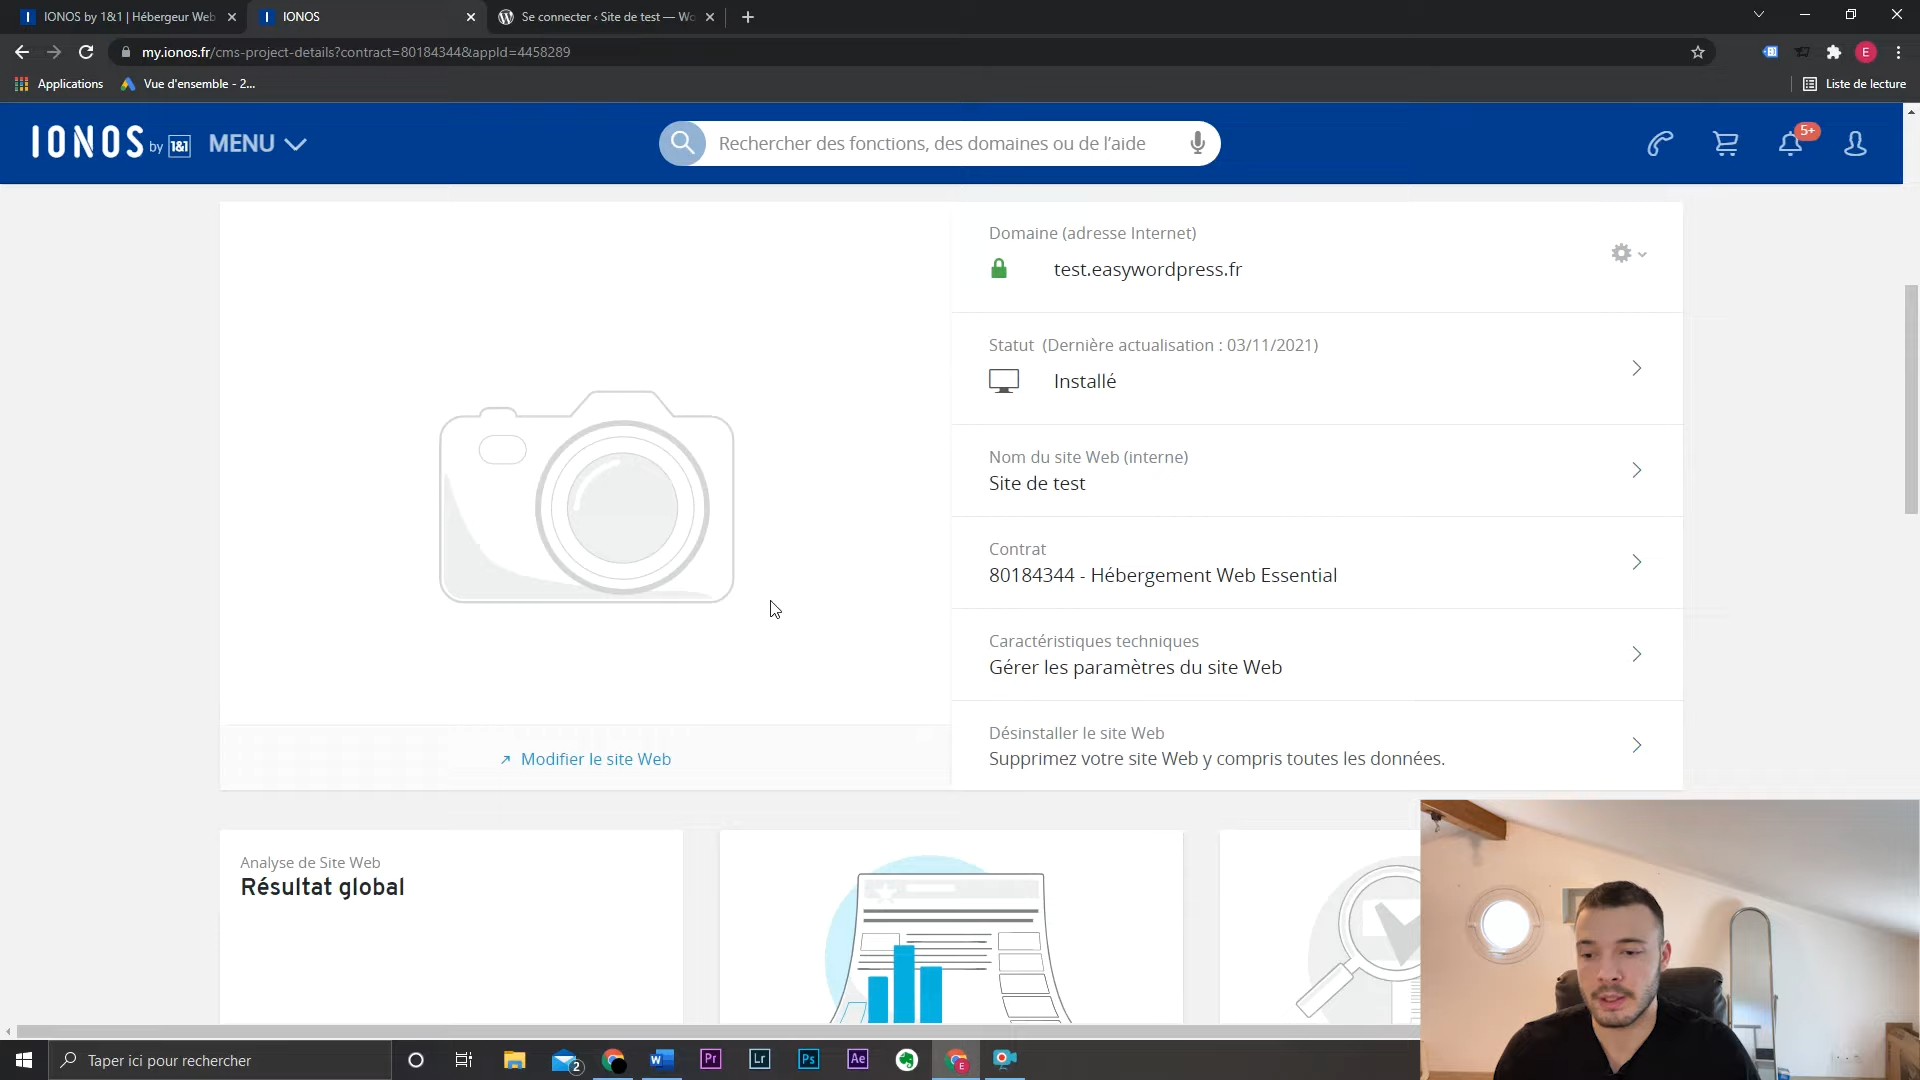 IONOS by 1&1 | Hébergeur Web
IONOS
Se connecter ‹ Site de test — Wo
my.ionos.fr/cms-project-details?contract=80184344&appId=4458289
E
Applications
Vue d'ensemble - 2...
Liste de lecture
IONOS by 1&1
MENU
Rechercher des fonctions, des domaines ou de l'aide
5+
Domaine (adresse Internet)
test.easywordpress.fr
Statut (Dernière actualisation : 03/11/2021)
Installé
Nom du site Web (interne)
Site de test
Contrat
80184344 - Hébergement Web Essential
Caractéristiques techniques
Gérer les paramètres du site Web
Désinstaller le site Web
Supprimez votre site Web y compris toutes les données.
Modifier le site Web
Analyse de Site Web
Résultat global
Taper ici pour rechercher
2
W
Pr
Lr
Ps
Ae
E